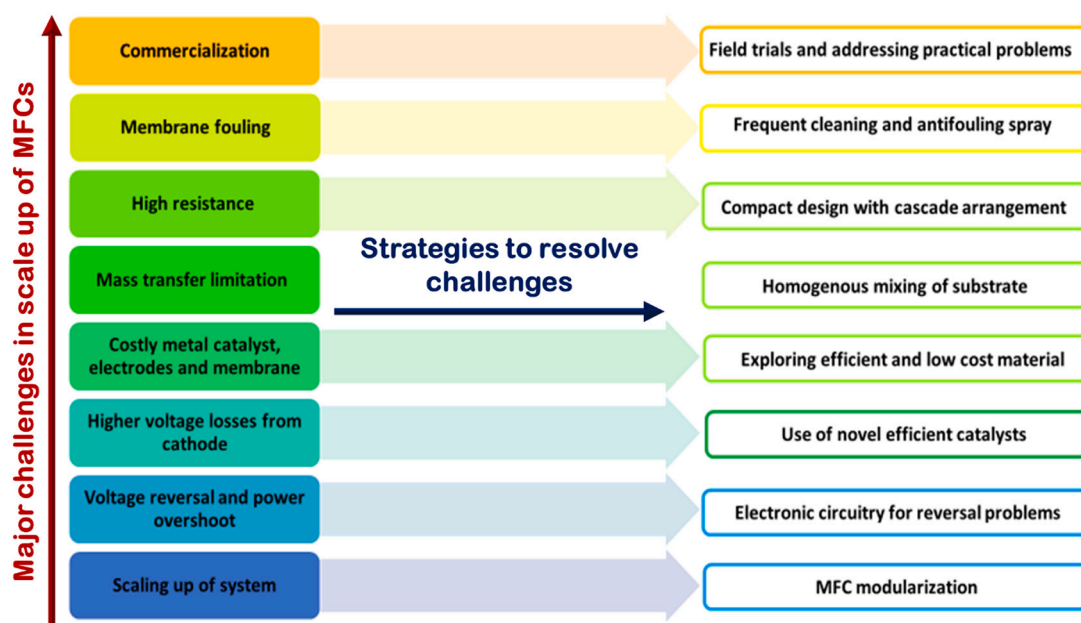 Major challenges in scale up of MFCs
Commercialization
Field trials and addressing practical problems
Membrane fouling
Frequent cleaning and antifouling spray
High resistance
Compact design with cascade arrangement
Strategies to resolve
challenges
Mass transfer limitation
Homogenous mixing of substrate
Costly metal catalyst,
electrodes and membrane
Exploring efficient and low cost material
Higher voltage losses from
cathode
Use of novel efficient catalysts
Voltage reversal and power
overshoot
Electronic circuitry for reversal problems
Scaling up of system
MFC modularization